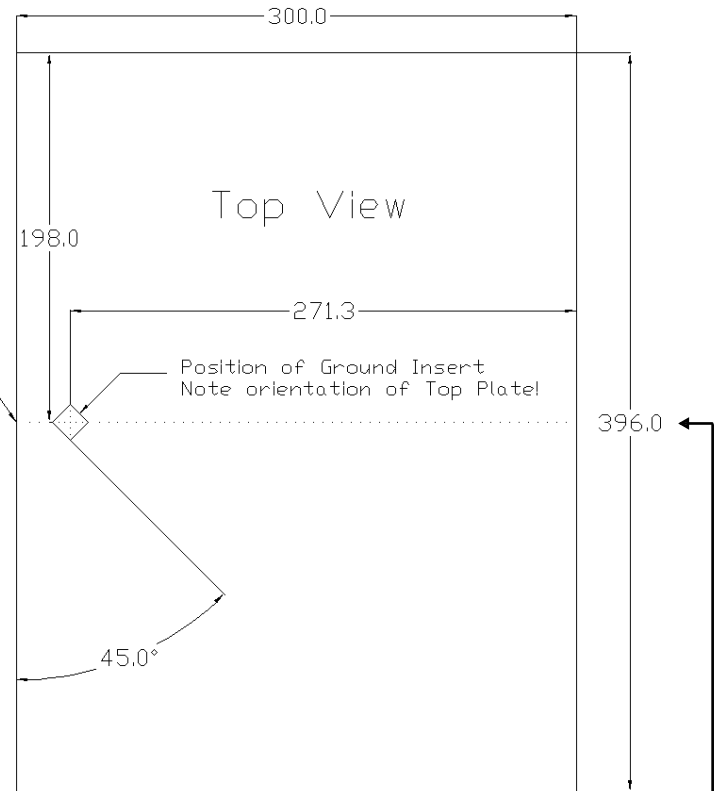 300.0
Top View
198.0
271.3
Position of Ground Insert
Note orientation of Top Plate!
396.0
45.0°